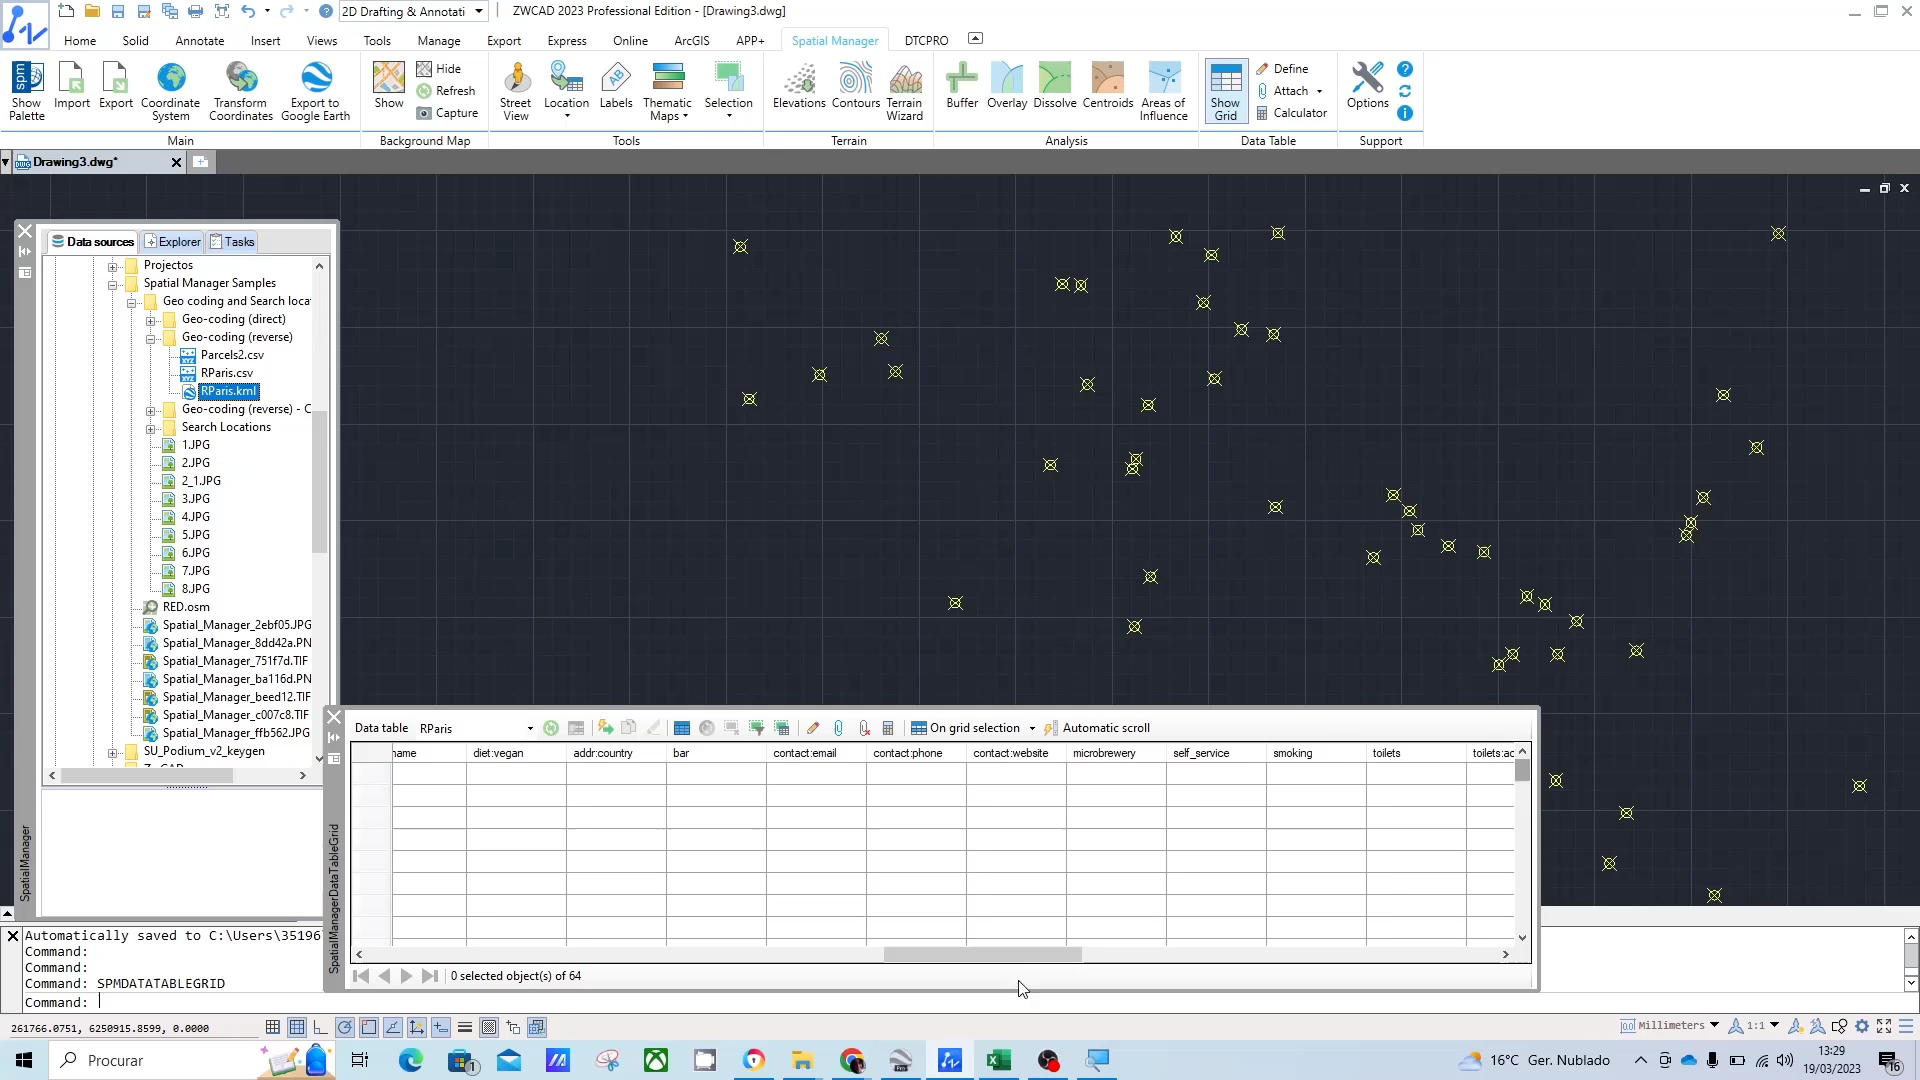 2D Drafting & Annotati
ZWCAD 2023 Professional Edition - [Drawing3.dwg]
Home
Solid
Annotate
Insert
Views
Tools
Manage
Export
Express
Online
ArcGIS
APP+
Spatial Manager
DTCPRO
spm
Show Palette
Import
Export
Coordinate System
Transform Coordinates
Export to Google Earth
Show
Hide
Refresh
Capture
Street View
Location
Labels
Thematic Maps
Selection
Elevations
Contours
Terrain Wizard
Buffer
Overlay
Dissolve
Centroids
Areas of Influence
Show Grid
Define
Attach
Calculator
Options
Main
Background Map
Tools
Terrain
Analysis
Data Table
Support
Drawing3.dwg*
Data sources
Explorer
Tasks
Projectos
Spatial Manager Samples
Geo coding and Search loca
Geo-coding (direct)
Geo-coding (reverse)
Parcels2.csv
RParis.csv
RParis.kml
Geo-coding (reverse) - C
Search Locations
1.JPG
2.JPG
2_1.JPG
3.JPG
4.JPG
5.JPG
6.JPG
7.JPG
8.JPG
RED.osm
Spatial_Manager_2ebf05.JPG
Spatial_Manager_8dd42a.PN
Spatial_Manager_751f7d.TIF
Spatial_Manager_ba116d.PN
Spatial_Manager_beed12.TIF
Spatial_Manager_c007c8.TIF
Spatial_Manager_ffb562.JPG
SU_Podium_v2_keygen
SpatialManager
Data table
RParis
On grid selection
Automatic scroll
name
diet:vegan
addr:country
bar
contact:email
contact:phone
contact:website
microbrewery
self_service
smoking
toilets
toilets:ac
0 selected object(s) of 64
SpatialManagerDataTableGrid
Automatically saved to C:\Users\35196
Command:
Command:
Command: SPMDATATABLEGRID
Command:
261766.0751, 6250915.8599, 0.0000
Millimeters
1:1
Procurar
16°C Ger. Nublado
13:29
19/03/2023
16